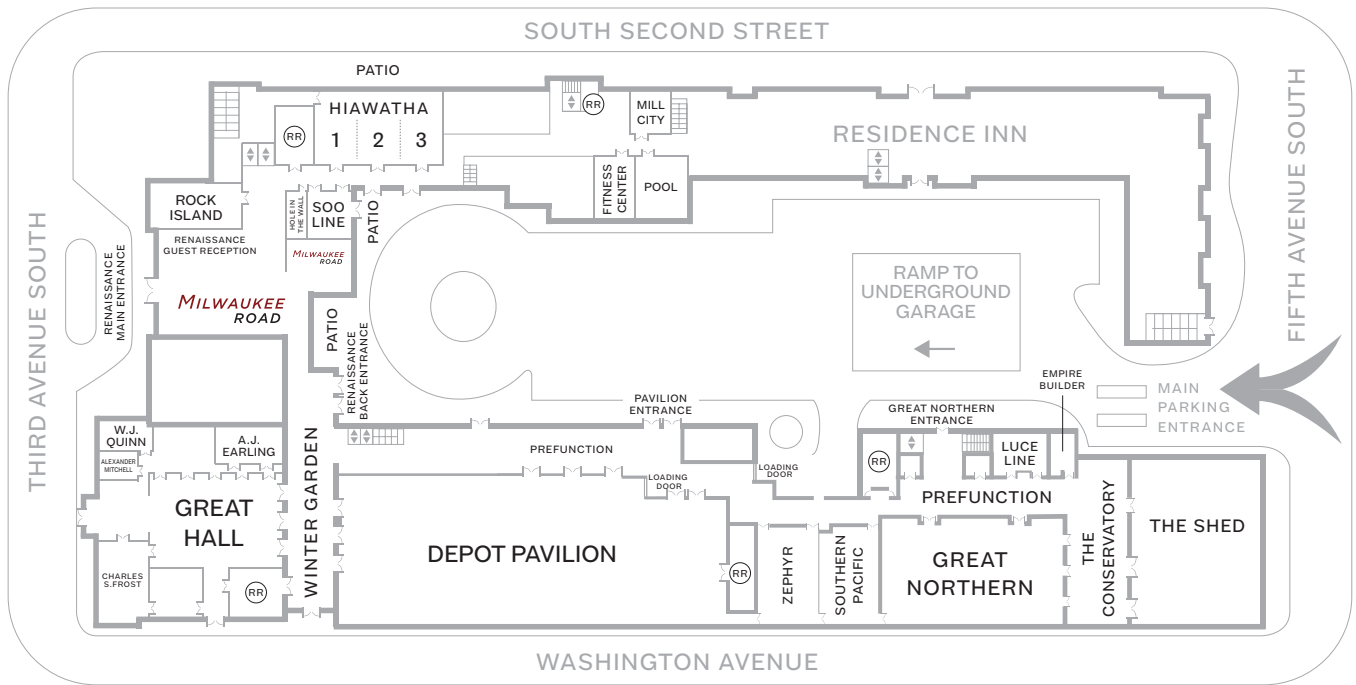 SOUTH SECOND STREET
PATIO
HIAWATHA
1 2 3
RR
RR
MILL
CITY
RESIDENCE INN
FIFTH AVENUE SOUTH
FITNESS
CENTER
POOL
ROCK
ISLAND
HOLE IN
THE WALL
SOO
LINE
PATIO
RENAISSANCE
GUEST RECEPTION
MILWAUKEE
ROAD
THIRD AVENUE SOUTH
RENAISSANCE
MAIN ENTRANCE
MILWAUKEE
ROAD
RAMP TO
UNDERGROUND
GARAGE
PATIO
RENAISSANCE
BACK ENTRANCE
EMPIRE
BUILDER
MAIN
PARKING
ENTRANCE
PAVILION
ENTRANCE
GREAT NORTHERN
ENTRANCE
W.J.
QUINN
ALEXANDER
MITCHELL
A.J.
EARLING
PREFUNCTION
LOADING
DOOR
LOADING
DOOR
RR
LUCE
LINE
PREFUNCTION
GREAT
HALL
WINTER GARDEN
DEPOT PAVILION
RR
ZEPHYR
SOUTHERN
PACIFIC
GREAT
NORTHERN
THE
CONSERVATORY
THE SHED
CHARLES
S.FROST
RR
WASHINGTON AVENUE